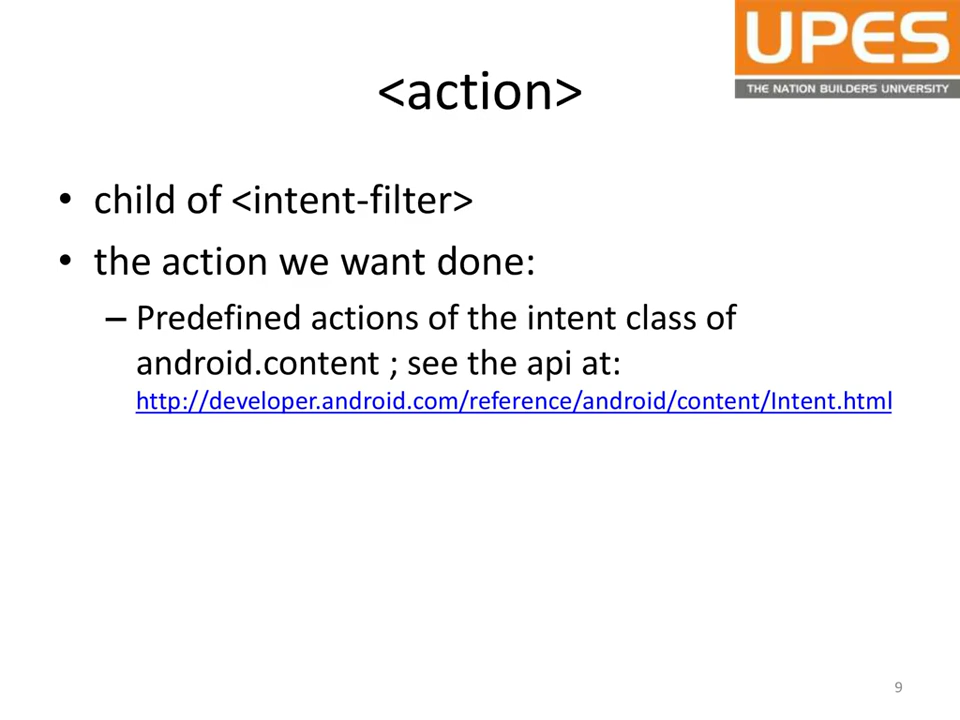 UPES
THE NATION BUILDERS UNIVERSITY
<action>
• child of <intent-filter>
• the action we want done:
– Predefined actions of the intent class of
android.content ; see the api at:
http://developer.android.com/reference/android/content/Intent.html
9